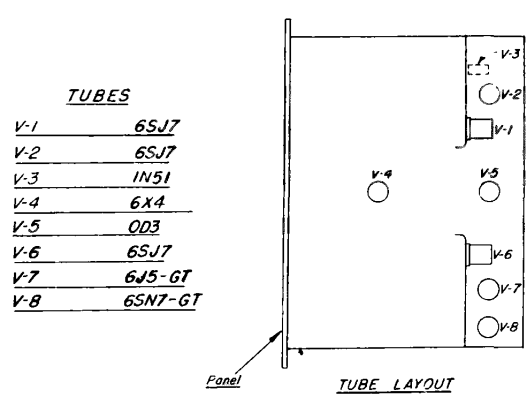 TUBES
V-1 6SJ7
V-2 6SJ7
V-3 1N51
V-4 6X4
V-5 OD3
V-6 6SJ7
V-7 6J5-GT
V-8 6SN7-GT
V-3
V-2
V-1
V-4
V-5
V-6
V-7
V-8
Panel
TUBE LAYOUT